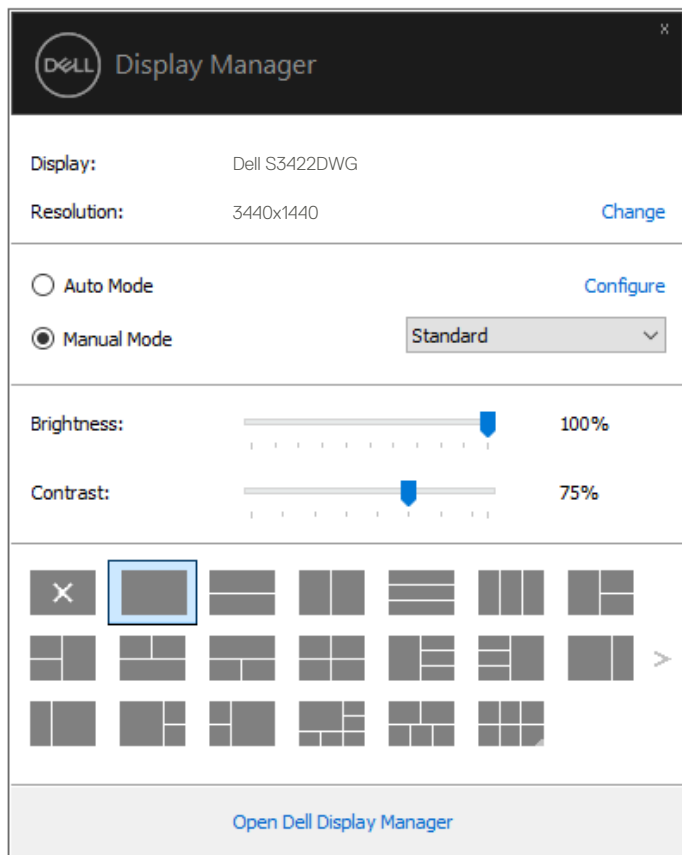 x
DELL Display Manager
Display: Dell S3422DWG
Resolution: 3440x1440 Change
Auto Mode Configure
Manual Mode Standard
Brightness: 100%
Contrast: 75%
Open Dell Display Manager